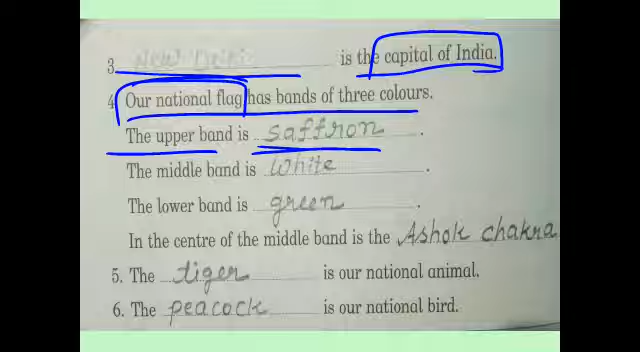 3. New Delhi is the capital of India.
4. Our national flag has bands of three colours.
The upper band is saffron.
The middle band is white.
The lower band is green.
In the centre of the middle band is the Ashok chakra
5. The tiger is our national animal.
6. The peacock is our national bird.